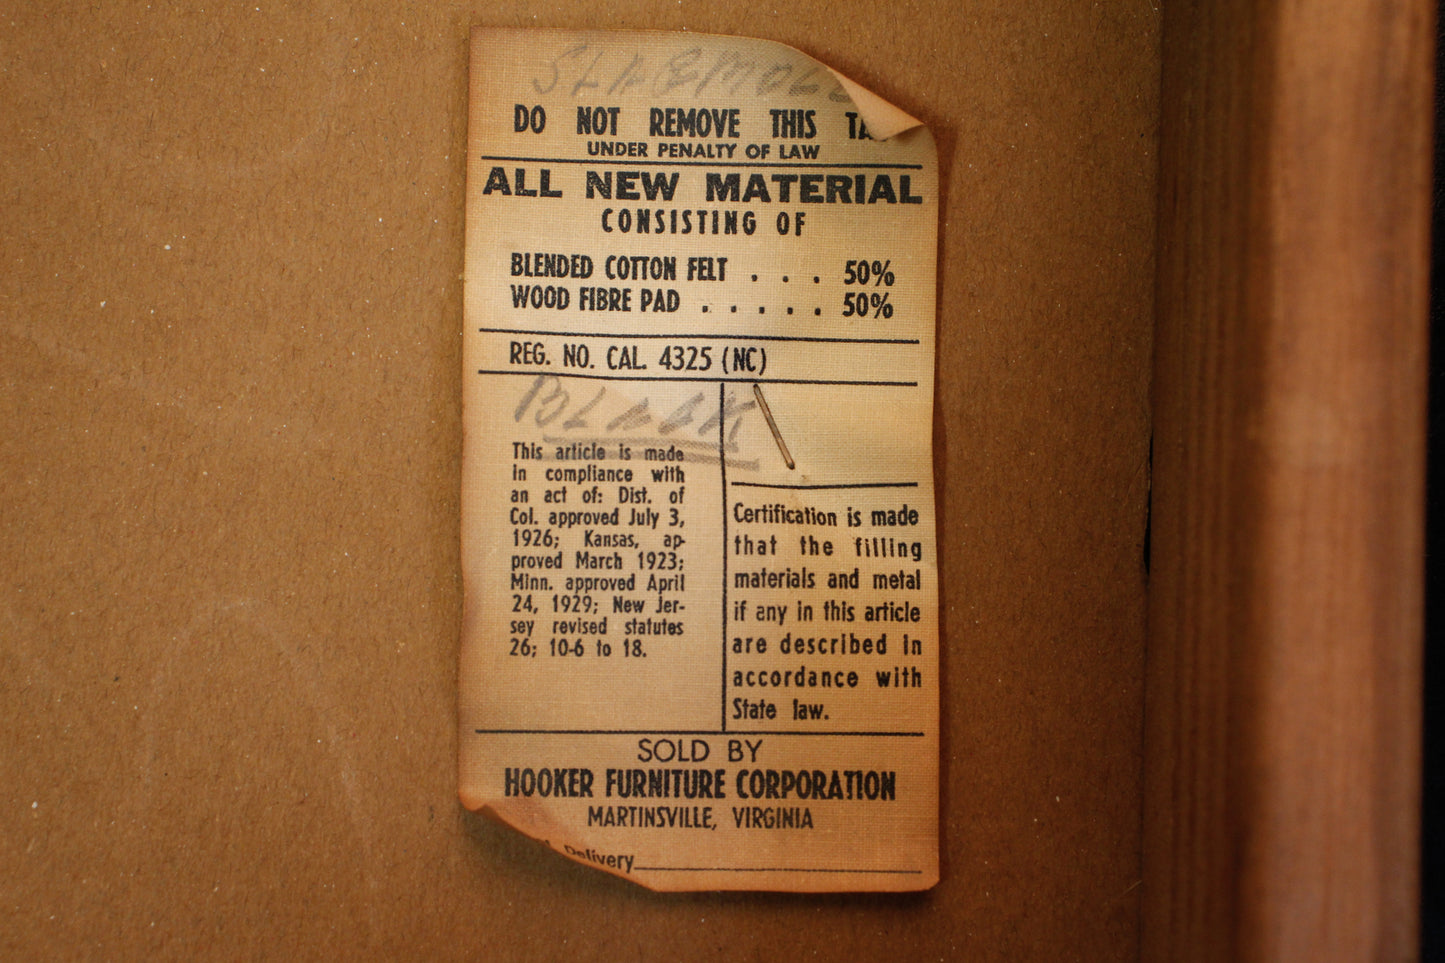 DO NOT REMOVE THIS TA
UNDER PENALTY OF LAW
ALL NEW MATERIAL
CONSISTING OF
BLENDED COTTON FELT . . . 50%
WOOD FIBRE PAD . . . . . 50%
REG. NO. CAL. 4325 (NC)
BLACK
This article is made
in compliance with
an act of: Dist. of
Col. approved July 3,
1926; Kansas, ap-
proved March 1923;
Minn. approved April
24, 1929; New Jer-
sey revised statutes
26; 10-6 to 18.
Certification is made
that the filling
materials and metal
if any in this article
are described in
accordance with
State law.
SOLD BY
HOOKER FURNITURE CORPORATION
MARTINSVILLE, VIRGINIA
Delivery